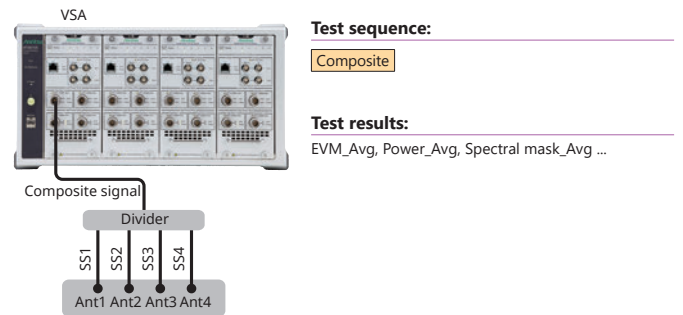 VSA
Test sequence:
Composite
Test results:
EVM_Avg, Power_Avg, Spectral mask_Avg ...
Composite signal
Divider
SS1
SS2
SS3
SS4
Ant1 Ant2 Ant3 Ant4